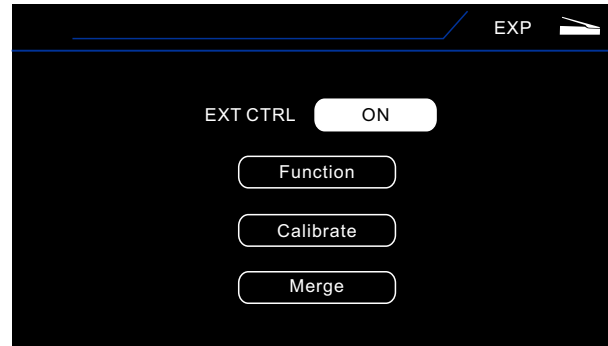 EXP
EXT CTRL ON
Function
Calibrate
Merge